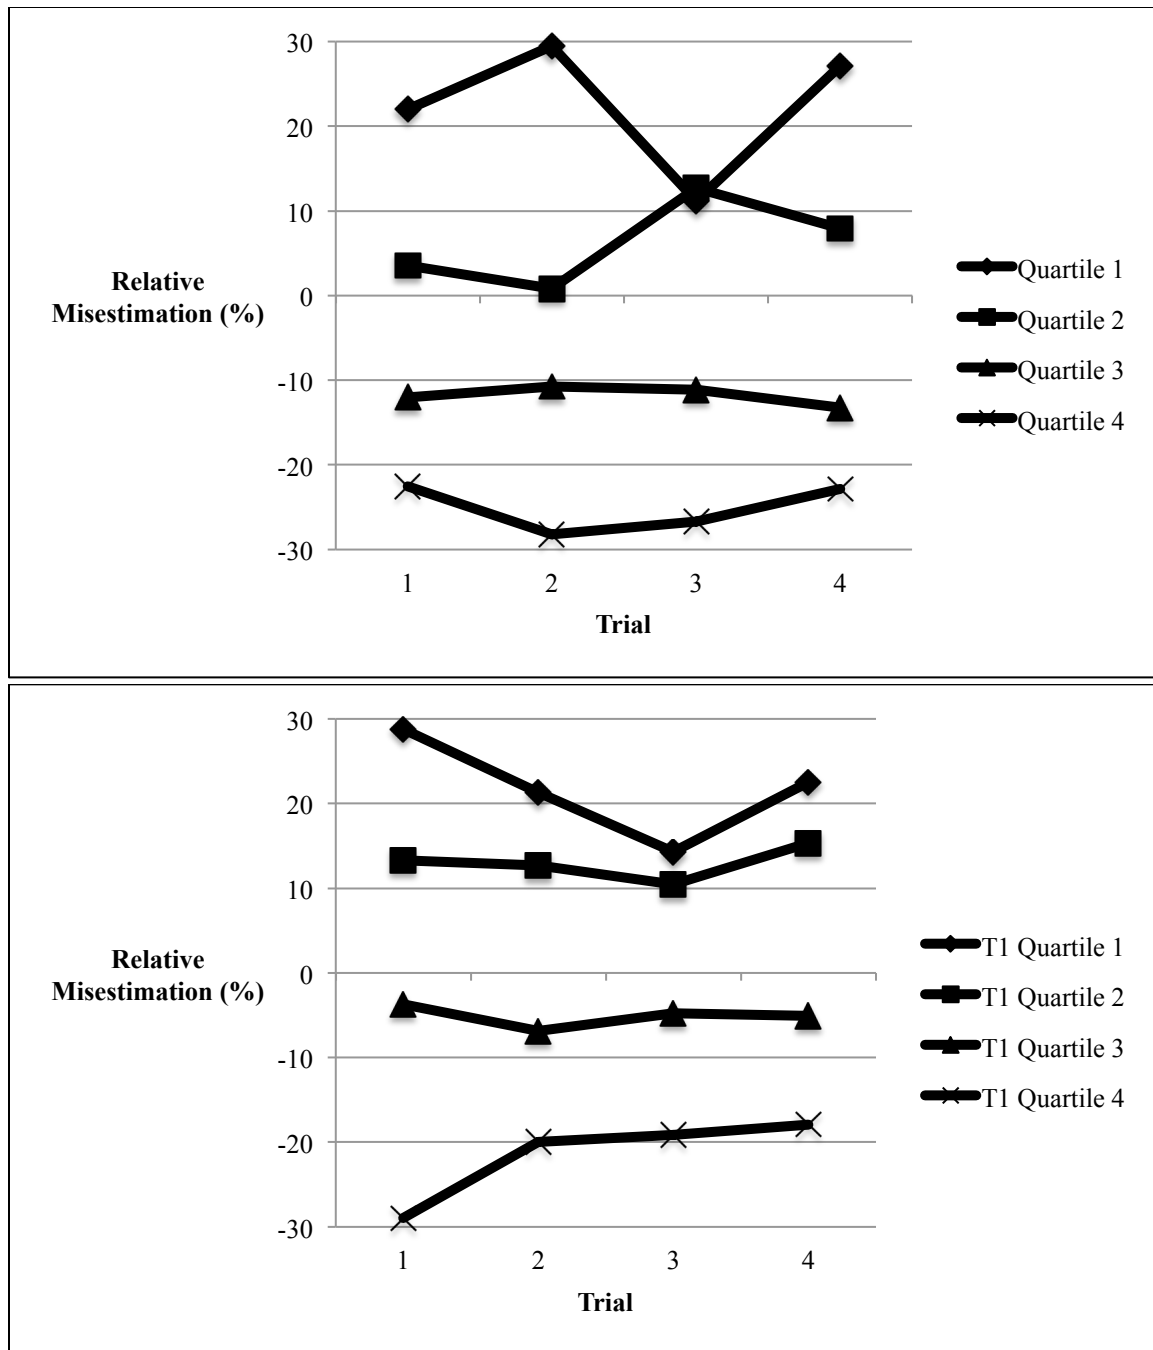 30
20
10
0
-10
-20
-30
Relative
Misestimation (%)
1 2 3 4
Trial
Quartile 1
Quartile 2
Quartile 3
Quartile 4
30
20
10
0
-10
-20
-30
Relative
Misestimation (%)
1 2 3 4
Trial
T1 Quartile 1
T1 Quartile 2
T1 Quartile 3
T1 Quartile 4